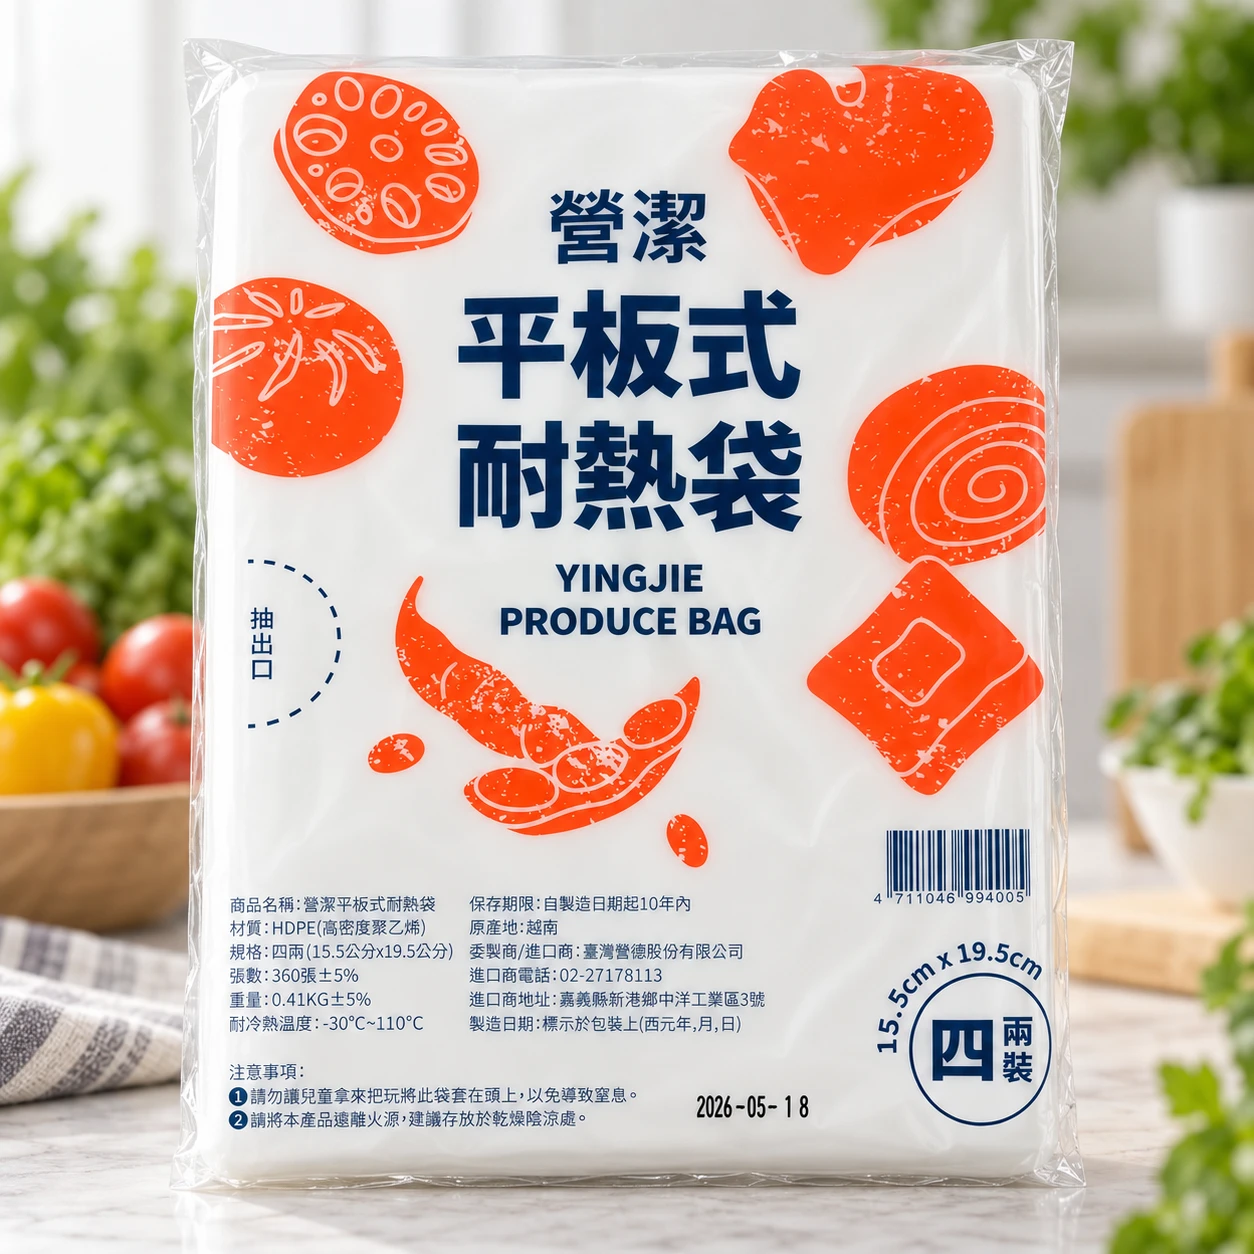 營潔
平板式
耐熱袋
YINGJIE
PRODUCE BAG
抽出口
4 711046 994005
商品名稱:營潔平板式耐熱袋
材質:HDPE(高密度聚乙烯)
規格:四兩(15.5公分x19.5公分)
張數:360張±5%
重量:0.41KG±5%
耐冷熱溫度:-30°C~110°C
保存期限:自製造日期起10年內
原產地:越南
委製商/進口商:臺灣營德股份有限公司
進口商電話:02-27178113
進口商地址:嘉義縣新港鄉中洋工業區3號
製造日期:標示於包裝上(西元年,月,日)
注意事項:
❶請勿讓兒童拿來把玩將此袋套在頭上,以免導致窒息。
❷請將本產品遠離火源,建議存放於乾燥陰涼處。
2026-05-18
15.5cm x 19.5cm
四兩裝